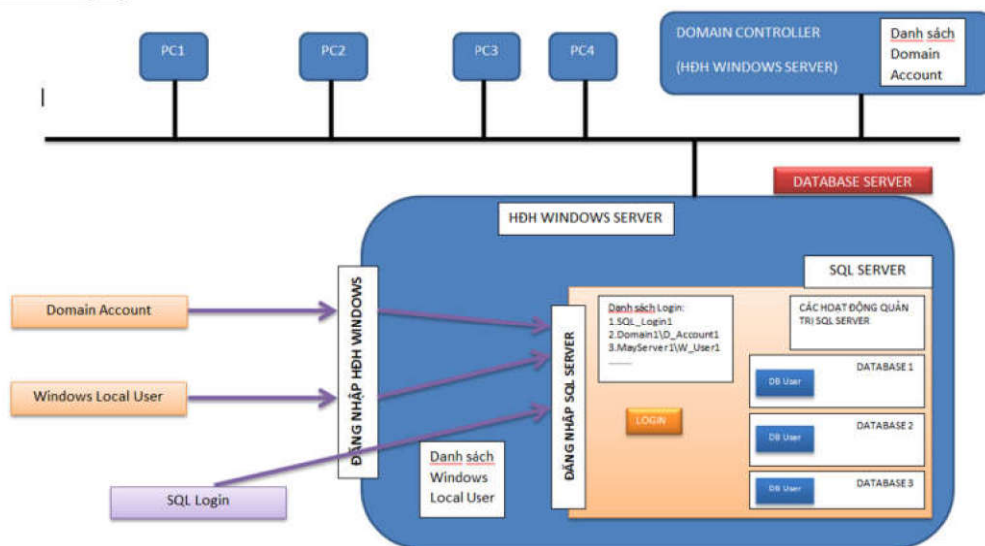 PC1
PC2
PC3
PC4
DOMAIN CONTROLLER
(HĐH WINDOWS SERVER)
Danh sách
Domain
Account
DATABASE SERVER
HĐH WINDOWS SERVER
SQL SERVER
Domain Account
Windows Local User
SQL Login
ĐĂNG NHẬP HĐH WINDOWS
Danh sách
Windows
Local User
ĐĂNG NHẬP SQL SERVER
Danh sách Login:
1.SQL_Login1
2.Domain1\D_Account1
3.MayServer1\W_User1
........
LOGIN
CÁC HOẠT ĐỘNG QUẢN
TRỊ SQL SERVER
DATABASE 1
DB User
DATABASE 2
DB User
DATABASE 3
DB User